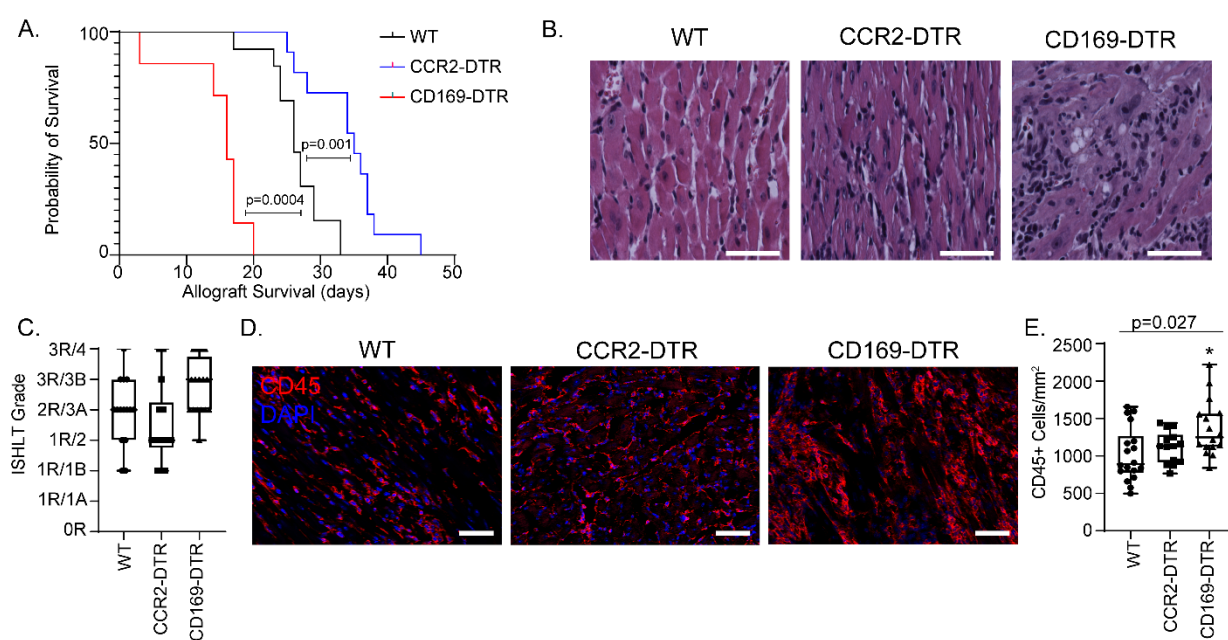 A.
100
50
0
Probability of Survival
0 10 20 30 40 50
Allograft Survival (days)
WT
CCR2-DTR
CD169-DTR
p=0.001
p=0.0004
B.
WT CCR2-DTR CD169-DTR
C.
ISHLT Grade
3R/4
3R/3B
2R/3A
1R/2
1R/1B
1R/1A
0R
WT
CCR2-DTR
CD169-DTR
D.
WT CCR2-DTR CD169-DTR
CD45
DAPI
E.
p=0.027
*
CD45+ Cells/mm²
2500
2000
1500
1000
500
0
WT
CCR2-DTR
CD169-DTR